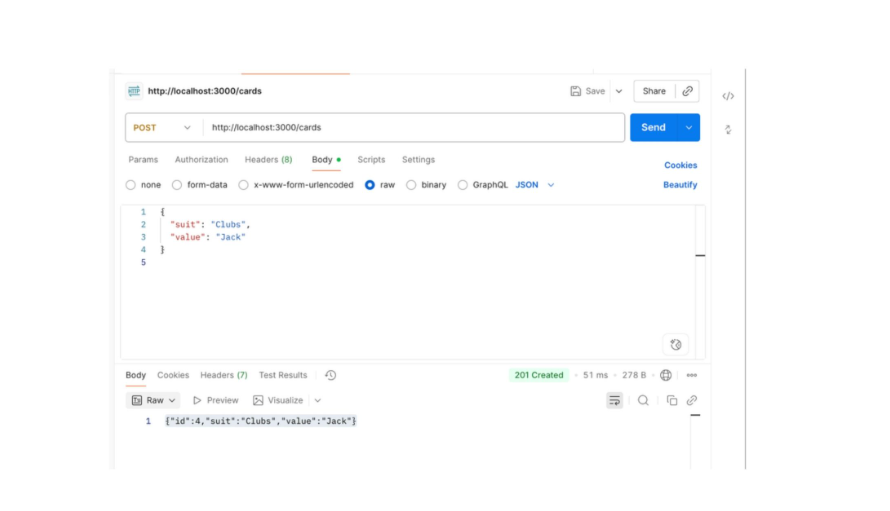 HTTP http://localhost:3000/cards Save Share
POST http://localhost:3000/cards Send
Params Authorization Headers (8) Body Scripts Settings Cookies
none form-data x-www-form-urlencoded raw binary GraphQL JSON Beautify
1 {
2 "suit": "Clubs",
3 "value": "Jack"
4 }
5
Body Cookies Headers (7) Test Results 201 Created • 51 ms • 278 B
Raw Preview Visualize
1 {"id":4,"suit":"Clubs","value":"Jack"}